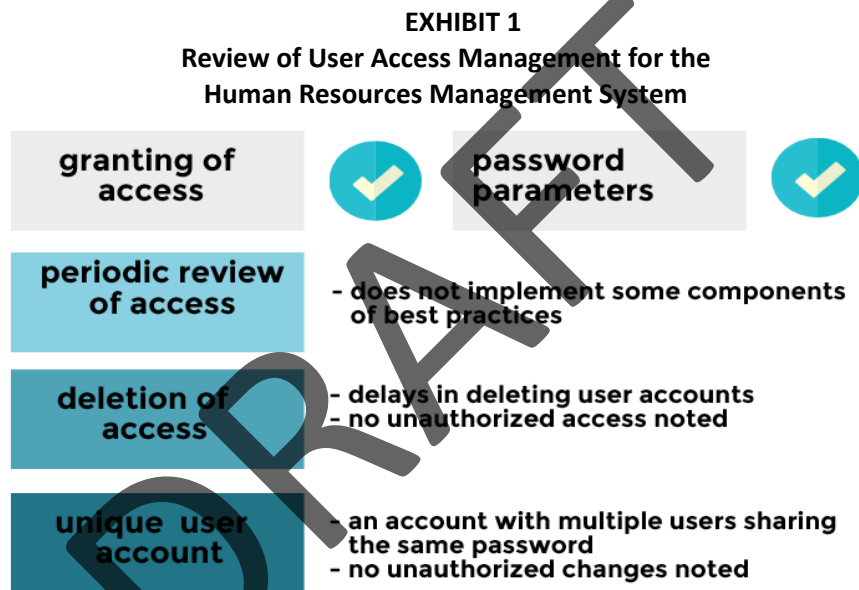 EXHIBIT 1
Review of User Access Management for the
Human Resources Management System
granting of
access
password
parameters
periodic review
of access
- does not implement some components
of best practices
deletion of
access
- delays in deleting user accounts
- no unauthorized access noted
unique user
account
- an account with multiple users sharing
the same password
- no unauthorized changes noted
DRAFT